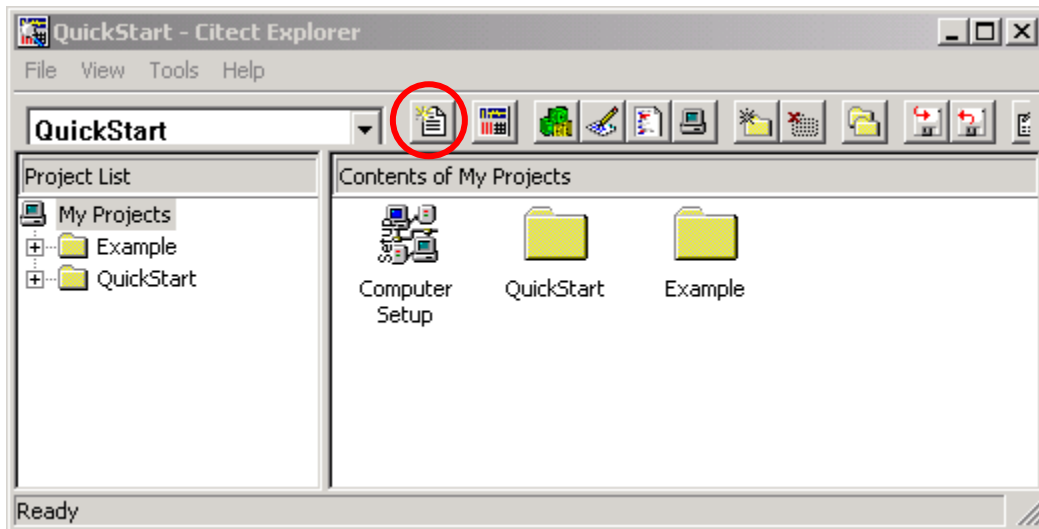 QuickStart - Citect Explorer
File View Tools Help
QuickStart
Project List
Contents of My Projects
My Projects
Example
QuickStart
Computer
Setup
QuickStart
Example
Ready